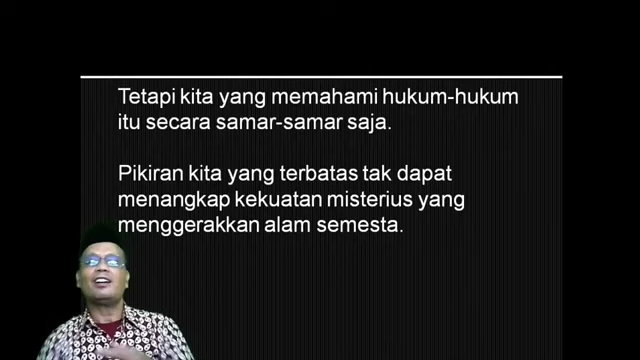 Tetapi kita yang memahami hukum-hukum
itu secara samar-samar saja.
Pikiran kita yang terbatas tak dapat
menangkap kekuatan misterius yang
menggerakkan alam semesta.